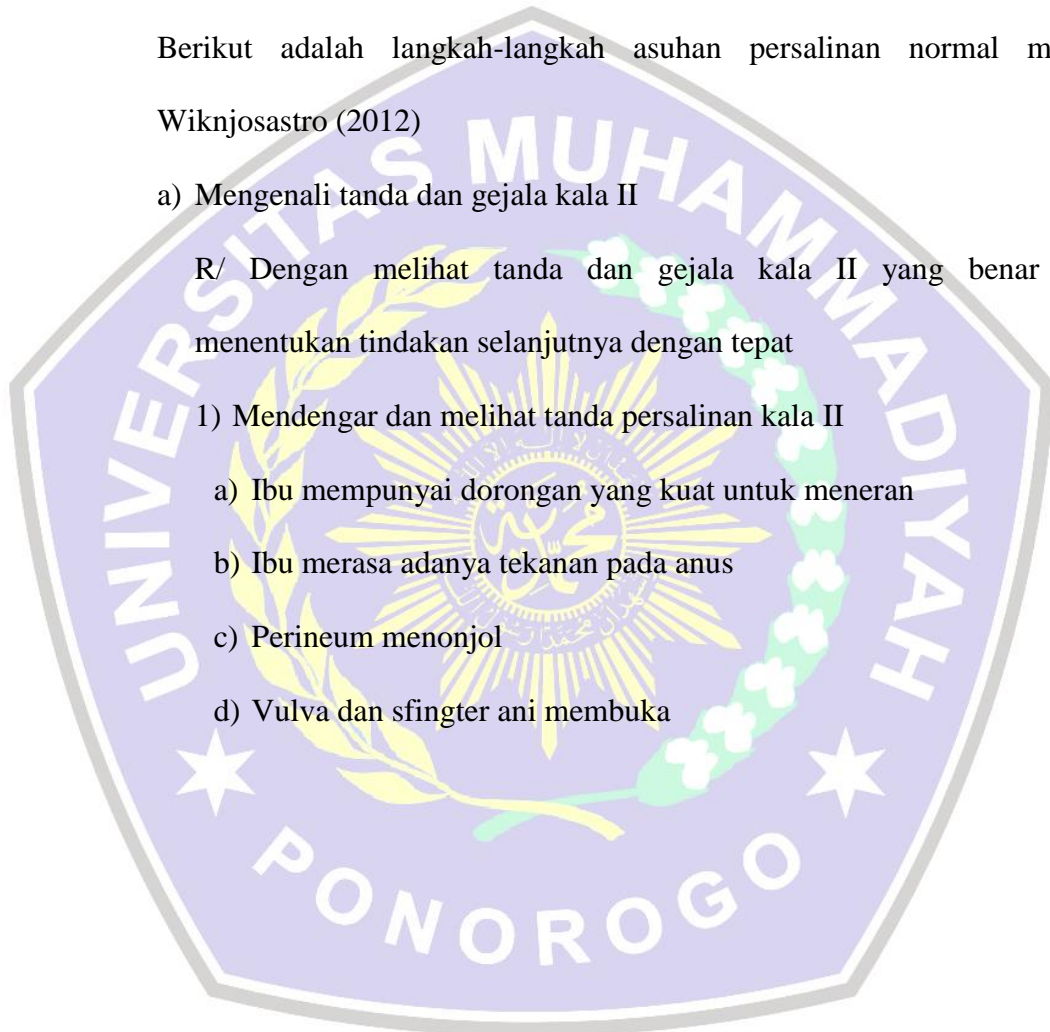 Berikut adalah langkah-langkah asuhan persalinan normal m
Wiknjosastro (2012)
a) Mengenali tanda dan gejala kala II
R/ Dengan melihat tanda dan gejala kala II yang benar
menentukan tindakan selanjutnya dengan tepat
1) Mendengar dan melihat tanda persalinan kala II
a) Ibu mempunyai dorongan yang kuat untuk meneran
b) Ibu merasa adanya tekanan pada anus
c) Perineum menonjol
d) Vulva dan sfingter ani membuka
UNIVERSITAS MUHAMMADIYAH
PONOROGO